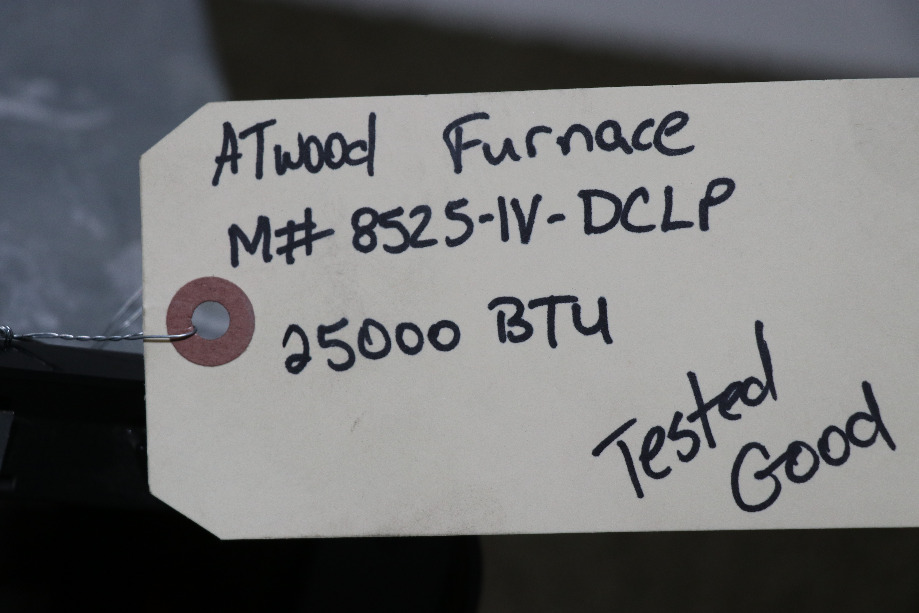 ATwood Furnace
M# 8525-IV-DCLP
25000 BTU
Tested
Good